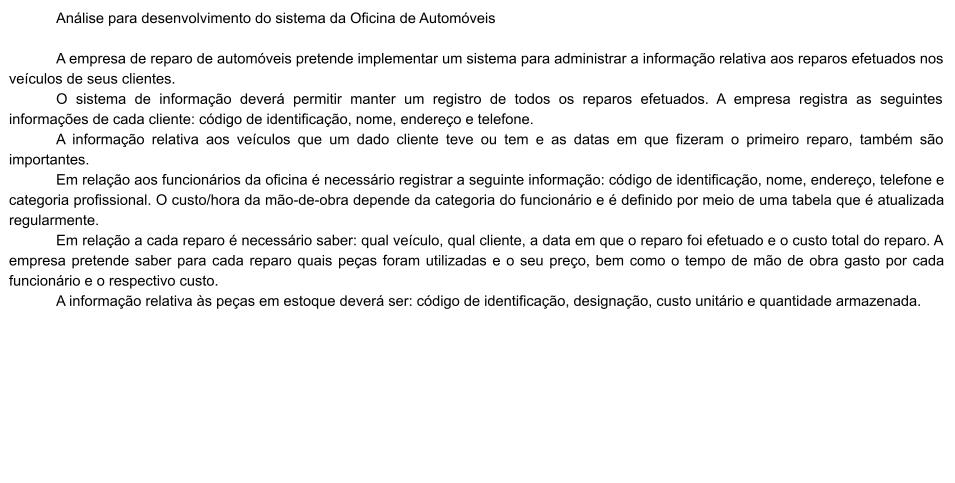 Análise para desenvolvimento do sistema da Oficina de Automóveis
A empresa de reparo de automóveis pretende implementar um sistema para administrar a informação relativa aos reparos efetuados nos
veículos de seus clientes.
O sistema de informação deverá permitir manter um registro de todos os reparos efetuados. A empresa registra as seguintes
informações de cada cliente: código de identificação, nome, endereço e telefone.
A informação relativa aos veículos que um dado cliente teve ou tem e as datas em que fizeram o primeiro reparo, também são
importantes.
Em relação aos funcionários da oficina é necessário registrar a seguinte informação: código de identificação, nome, endereço, telefone e
categoria profissional. O custo/hora da mão-de-obra depende da categoria do funcionário e é definido por meio de uma tabela que é atualizada
regularmente.
Em relação a cada reparo é necessário saber: qual veículo, qual cliente, a data em que o reparo foi efetuado e o custo total do reparo. A
empresa pretende saber para cada reparo quais peças foram utilizadas e o seu preço, bem como o tempo de mão de obra gasto por cada
funcionário e o respectivo custo.
A informação relativa às peças em estoque deverá ser: código de identificação, designação, custo unitário e quantidade armazenada.